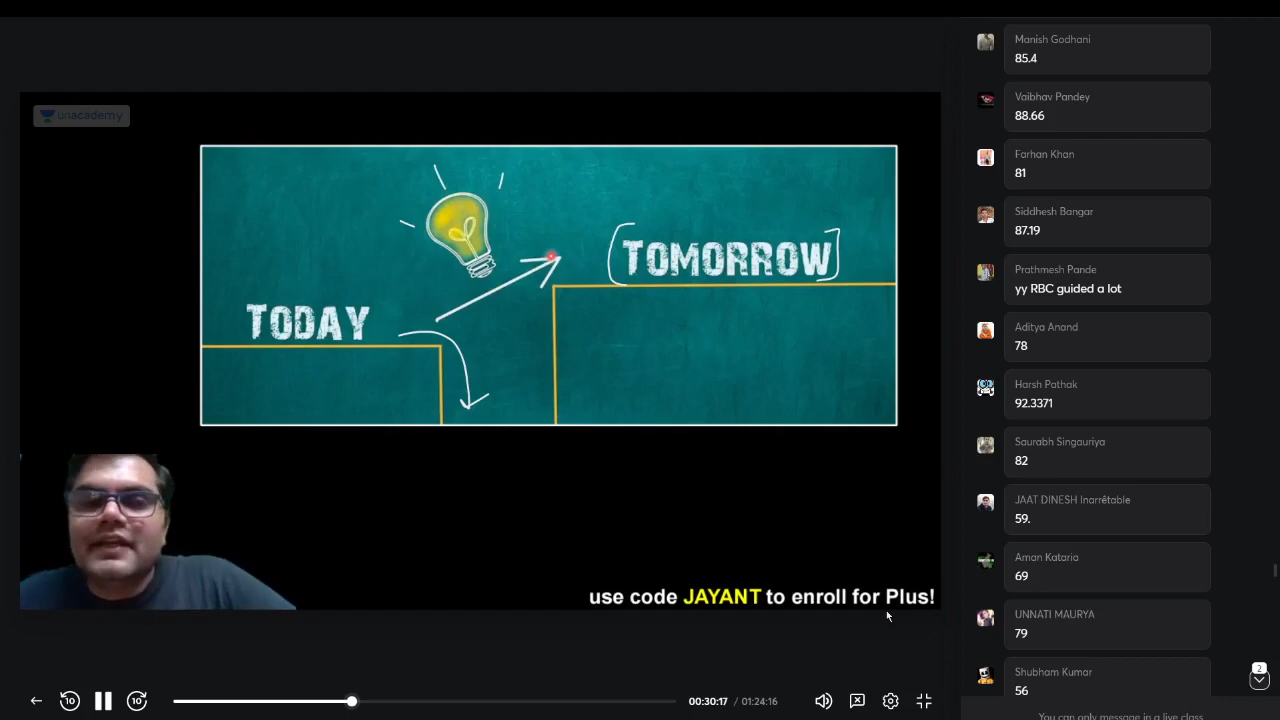 unacademy
TODAY
TOMORROW
use code JAYANT to enroll for Plus!
10
10
00:30:17 / 01:24:16
Manish Godhani
85.4
Vaibhav Pandey
88.66
Farhan Khan
81
Siddhesh Bangar
87.19
Prathmesh Pande
yy RBC guided a lot
Aditya Anand
78
Harsh Pathak
92.3371
Saurabh Singauriya
82
JAAT DINESH Inarrêtable
59.
Aman Kataria
69
UNNATI MAURYA
79
Shubham Kumar
56
2
You can only message in a live class